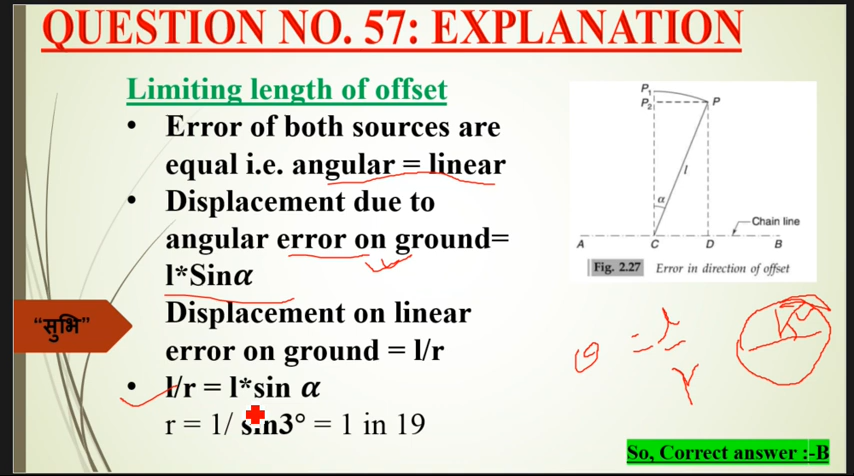 QUESTION NO. 57: EXPLANATION
Limiting length of offset
• Error of both sources are
equal i.e. angular = linear
• Displacement due to
angular error on ground=
l*Sinα
Displacement on linear
error on ground = l/r
• l/r = l*sin α
r = 1/ sin3° = 1 in 19
“सुभि”
P₁
P₂
P
l
α
Chain line
A C D B
Fig. 2.27 Error in direction of offset
So, Correct answer :-B